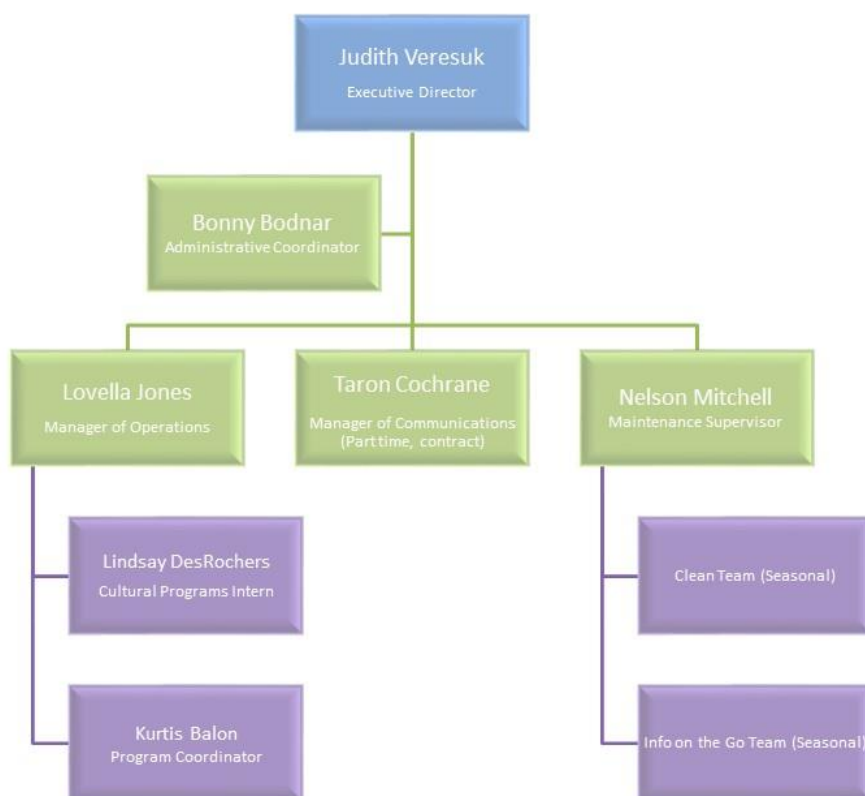 Judith Veresuk
Executive Director
Bonny Bodnar
Administrative Coordinator
Lovella Jones
Manager of Operations
Taron Cochrane
Manager of Communications
(Part time, contract)
Nelson Mitchell
Maintenance Supervisor
Lindsay DesRochers
Cultural Programs Intern
Clean Team (Seasonal)
Kurtis Balon
Program Coordinator
Info on the Go Team (Seasonal)